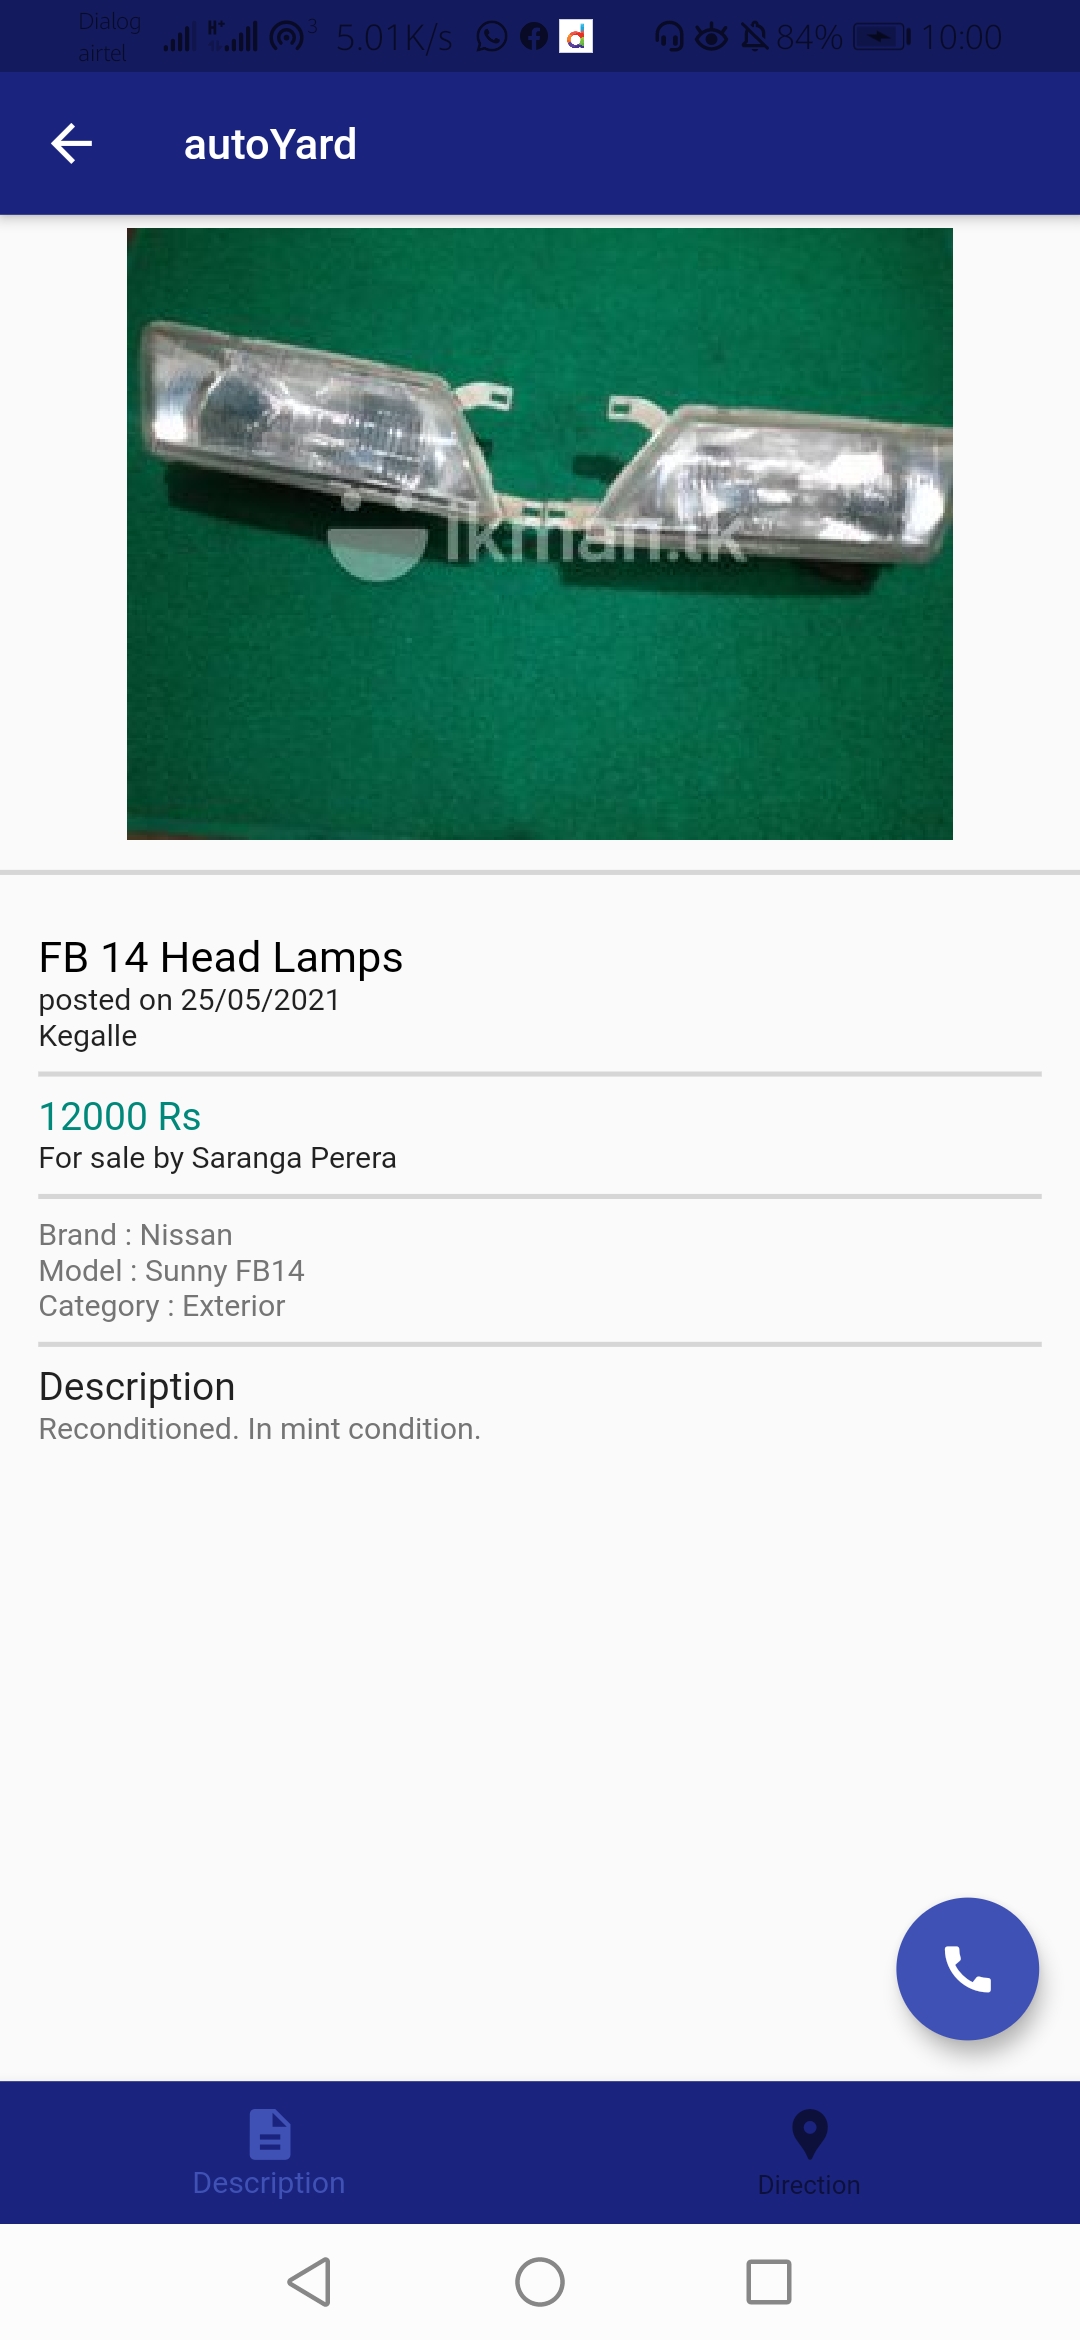 Dialog
airtel
H+
3
5.01K/s
84%
10:00
autoYard
ikman.lk
FB 14 Head Lamps
posted on 25/05/2021
Kegalle
12000 Rs
For sale by Saranga Perera
Brand : Nissan
Model : Sunny FB14
Category : Exterior
Description
Reconditioned. In mint condition.
Description
Direction